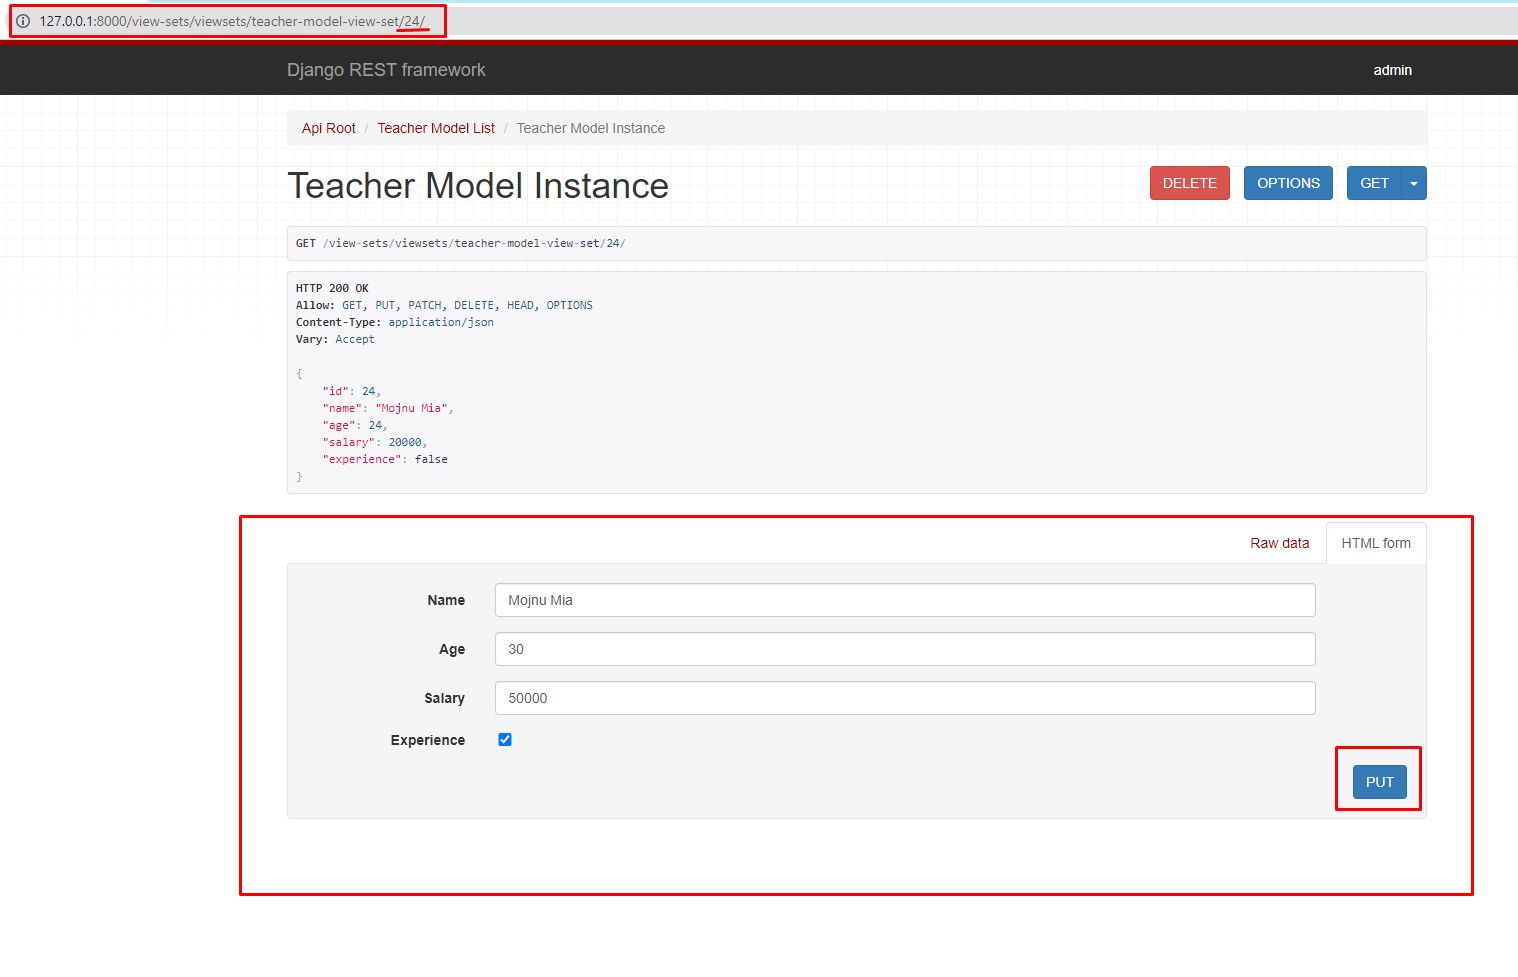 127.0.0.1:8000/view-sets/viewsets/teacher-model-view-set/24/
Django REST framework
admin
Api Root / Teacher Model List / Teacher Model Instance
Teacher Model Instance
DELETE
OPTIONS
GET
GET /view-sets/viewsets/teacher-model-view-set/24/
HTTP 200 OK
Allow: GET, PUT, PATCH, DELETE, HEAD, OPTIONS
Content-Type: application/json
Vary: Accept
{
    "id": 24,
    "name": "Mojnu Mia",
    "age": 24,
    "salary": 20000,
    "experience": false
}
Raw data
HTML form
Name
Mojnu Mia
Age
30
Salary
50000
Experience
PUT